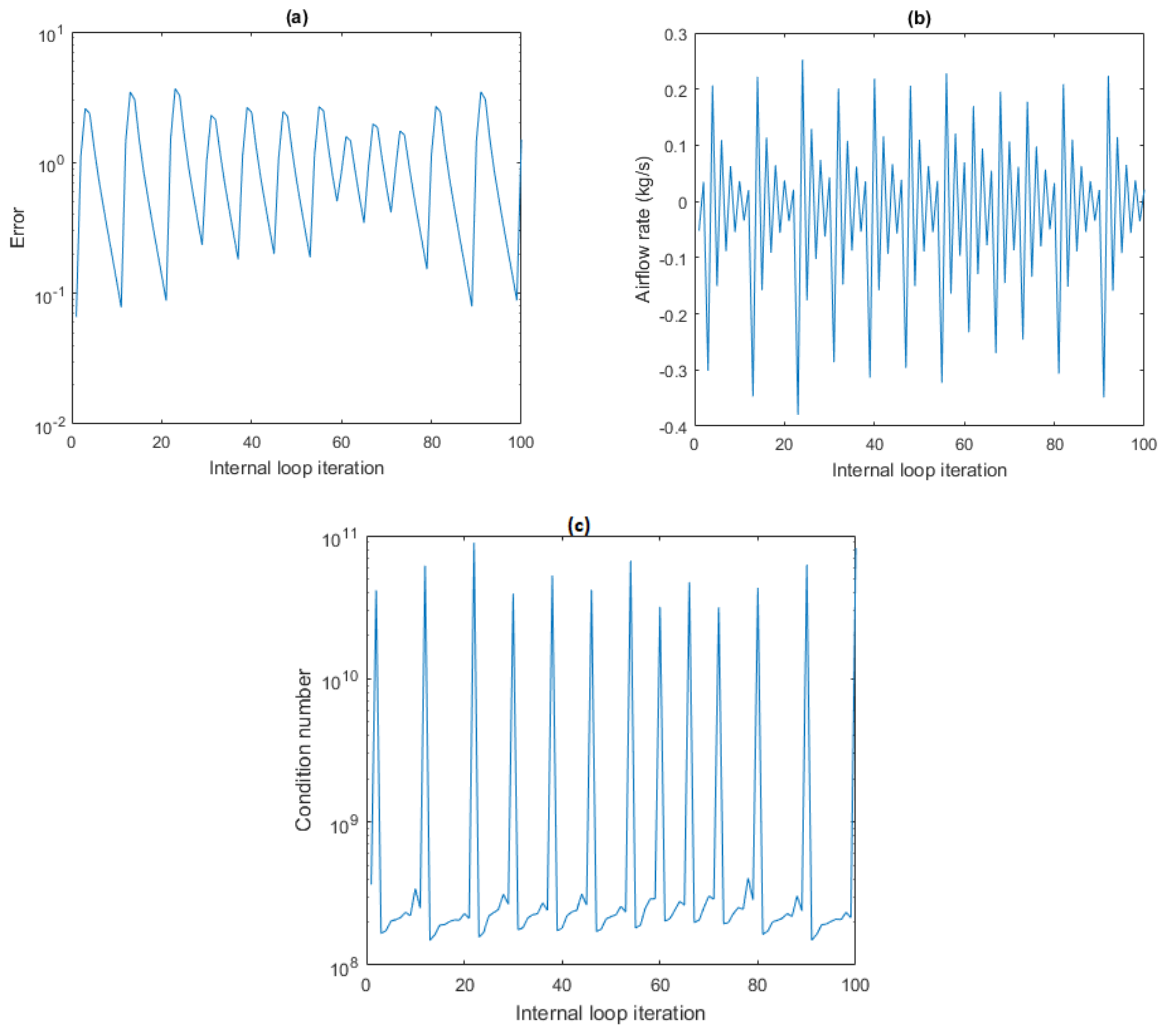 (a)
10^1
10^0
10^-1
10^-2
Error
0 20 40 60 80 100
Internal loop iteration
(b)
0.3
0.2
0.1
0
-0.1
-0.2
-0.3
-0.4
Airflow rate (kg/s)
0 20 40 60 80 100
Internal loop iteration
(c)
10^11
10^10
10^9
10^8
Condition number
0 20 40 60 80 100
Internal loop iteration